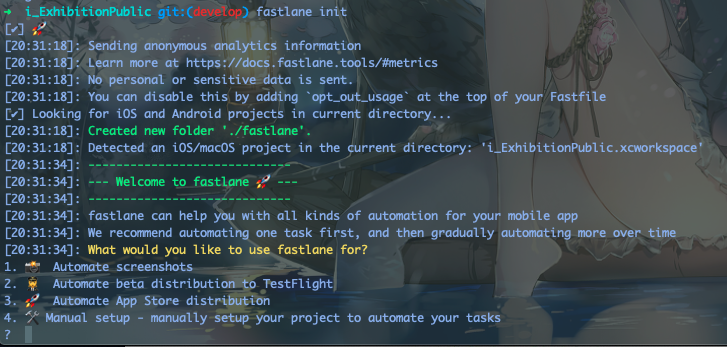 ➜ i_ExhibitionPublic git:(develop) fastlane init
[✔] 🚀
[20:31:18]: Sending anonymous analytics information
[20:31:18]: Learn more at https://docs.fastlane.tools/#metrics
[20:31:18]: No personal or sensitive data is sent.
[20:31:18]: You can disable this by adding `opt_out_usage` at the top of your Fastfile
[✔] Looking for iOS and Android projects in current directory...
[20:31:18]: Created new folder './fastlane'.
[20:31:18]: Detected an iOS/macOS project in the current directory: 'i_ExhibitionPublic.xcworkspace'
[20:31:34]: -----------------------------
[20:31:34]: --- Welcome to fastlane 🚀 ---
[20:31:34]: -----------------------------
[20:31:34]: fastlane can help you with all kinds of automation for your mobile app
[20:31:34]: We recommend automating one task first, and then gradually automating more over time
[20:31:34]: What would you like to use fastlane for?
1. 📸 Automate screenshots
2. 👩‍✈️ Automate beta distribution to TestFlight
3. 🚀 Automate App Store distribution
4. 🛠 Manual setup - manually setup your project to automate your tasks
?